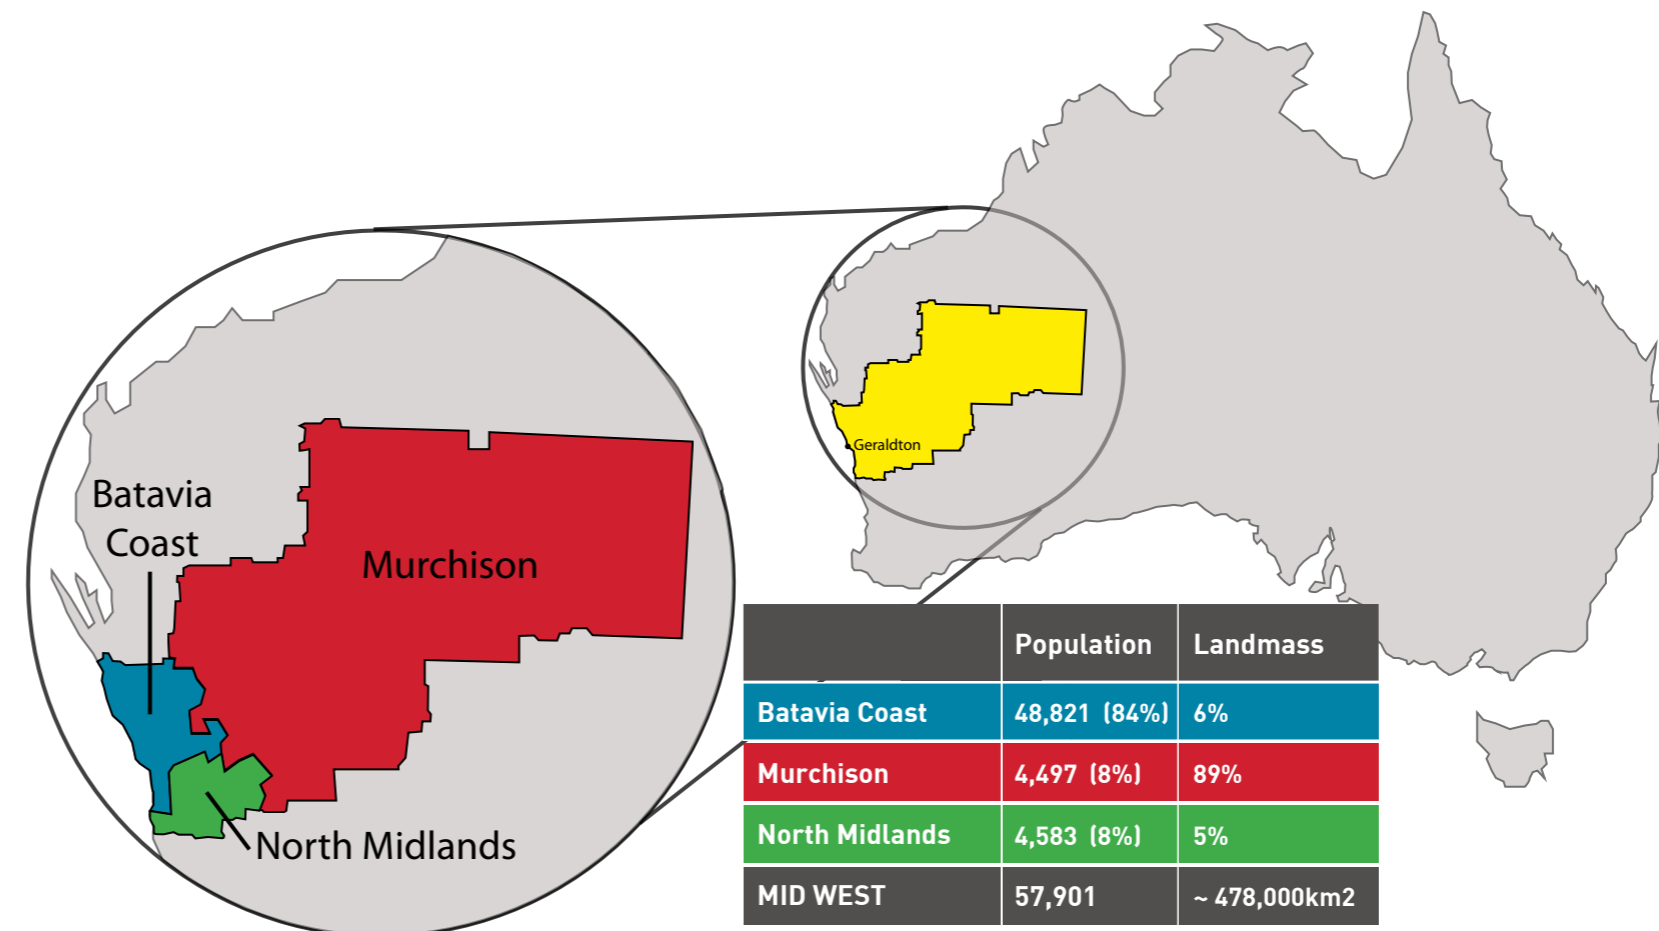 Geraldton
Batavia
Coast
Murchison
North Midlands
Population Landmass
Batavia Coast 48,821 (84%) 6%
Murchison 4,497 (8%) 89%
North Midlands 4,583 (8%) 5%
MID WEST 57,901 ~ 478,000km2